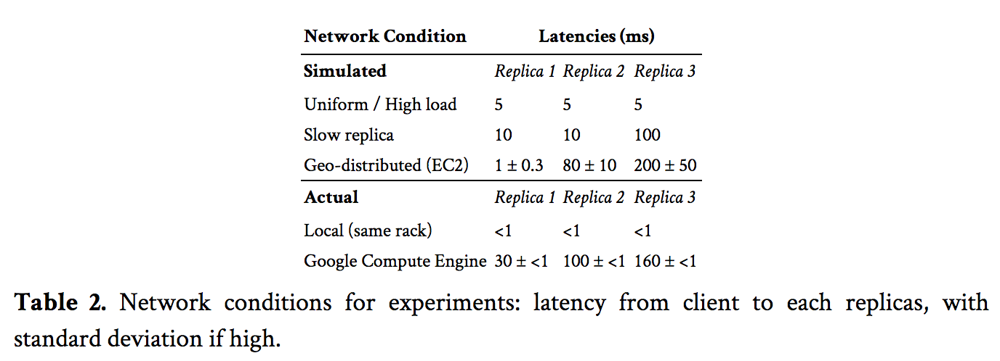 Network Condition Latencies (ms)
Simulated Replica 1 Replica 2 Replica 3
Uniform / High load 5 5 5
Slow replica 10 10 100
Geo-distributed (EC2) 1 ± 0.3 80 ± 10 200 ± 50
Actual Replica 1 Replica 2 Replica 3
Local (same rack) <1 <1 <1
Google Compute Engine 30 ± <1 100 ± <1 160 ± <1
Table 2. Network conditions for experiments: latency from client to each replicas, with
standard deviation if high.